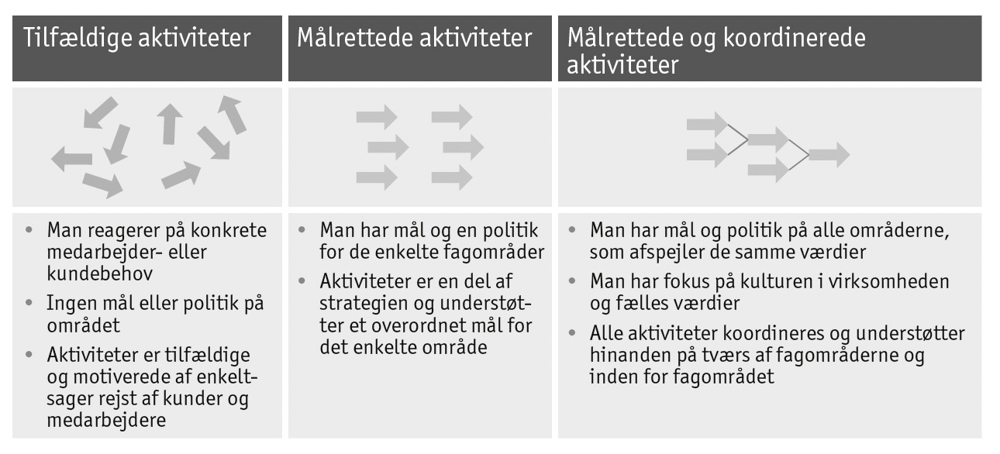 Tilfældige aktiviteter
Målrettede aktiviteter
Målrettede og koordinerede
aktiviteter
• Man reagerer på konkrete
medarbejder- eller
kundebehov
• Ingen mål eller politik på
området
• Aktiviteter er tilfældige
og motiverede af enkelt-
sager rejst af kunder og
medarbejdere
• Man har mål og en politik
for de enkelte fagområder
• Aktiviteter er en del af
strategien og understøt-
ter et overordnet mål for
det enkelte område
• Man har mål og politik på alle områderne,
som afspejler de samme værdier
• Man har fokus på kulturen i virksomheden
og fælles værdier
• Alle aktiviteter koordineres og understøtter
hinanden på tværs af fagområderne og
inden for fagområdet